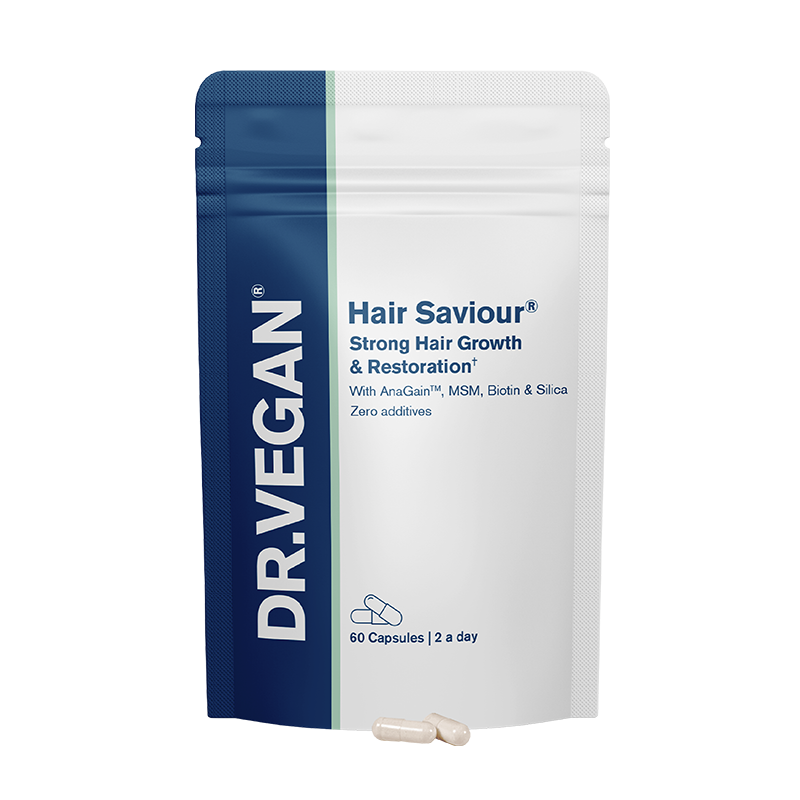 DR.VEGAN®
Hair Saviour®
Strong Hair Growth
& Restoration†
With AnaGain™, MSM, Biotin & Silica
Zero additives
60 Capsules | 2 a day